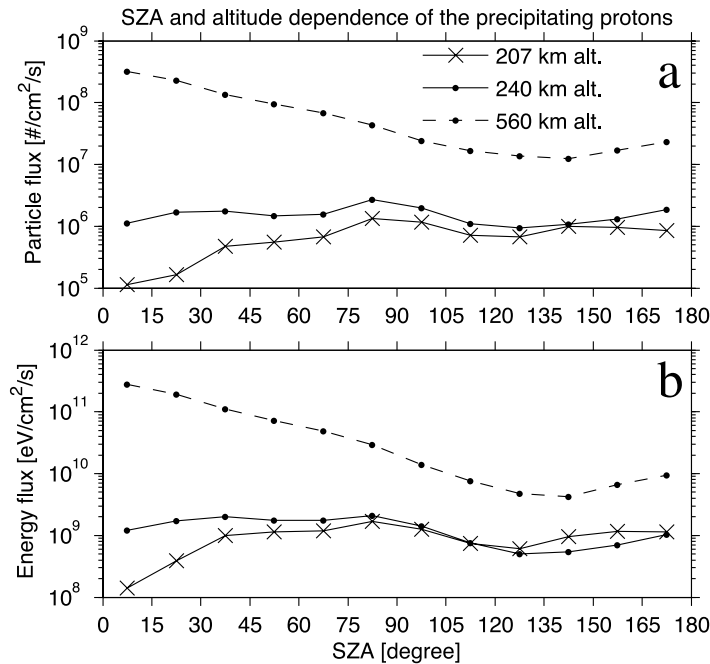 SZA and altitude dependence of the precipitating protons
10^9
10^8
10^7
10^6
10^5
Particle flux [#/cm^2/s]
a
207 km alt.
240 km alt.
560 km alt.
0 15 30 45 60 75 90 105 120 135 150 165 180
10^12
10^11
10^10
10^9
10^8
Energy flux [eV/cm^2/s]
b
0 15 30 45 60 75 90 105 120 135 150 165 180
SZA [degree]